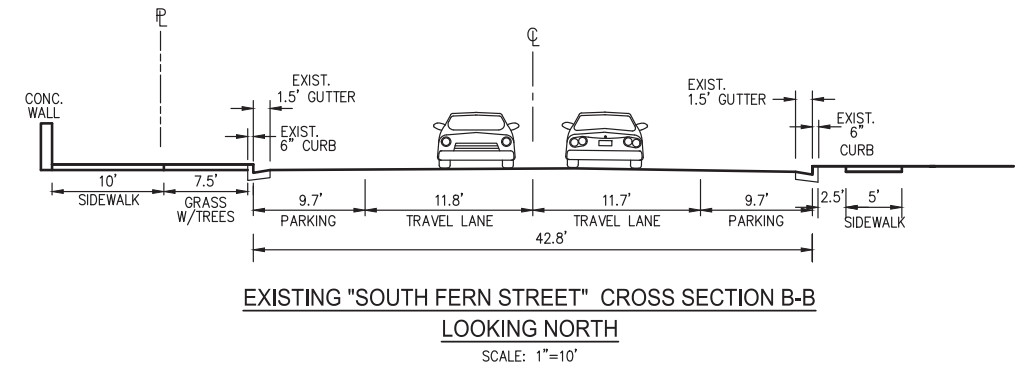 PL
CL
CONC.
WALL
EXIST.
1.5' GUTTER
EXIST.
6" CURB
EXIST.
1.5' GUTTER
EXIST.
6"
CURB
10'
SIDEWALK
7.5'
GRASS
W/TREES
9.7'
PARKING
11.8'
TRAVEL LANE
11.7'
TRAVEL LANE
9.7'
PARKING
2.5'
5'
SIDEWALK
42.8'
EXISTING "SOUTH FERN STREET" CROSS SECTION B-B
LOOKING NORTH
SCALE: 1"=10'